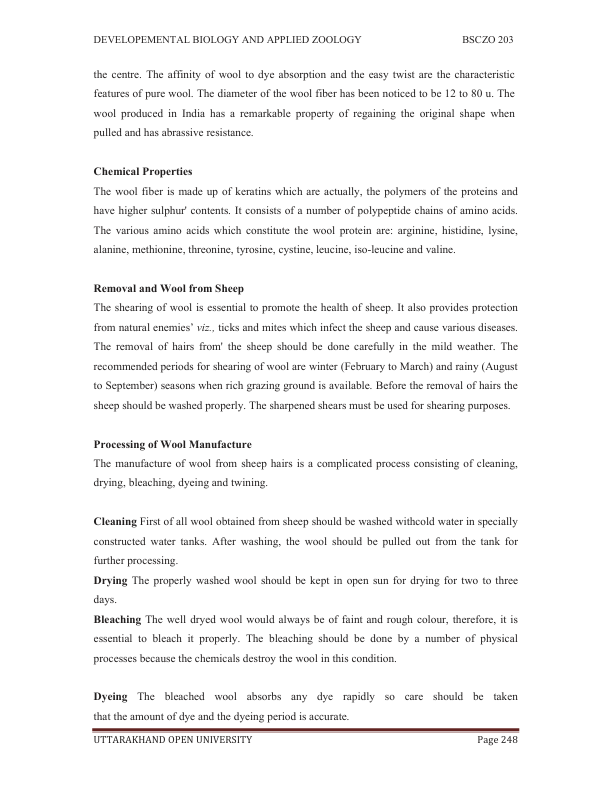 DEVELOPEMENTAL BIOLOGY AND APPLIED ZOOLOGY BSCZO 203
the centre. The affinity of wool to dye absorption and the easy twist are the characteristic
features of pure wool. The diameter of the wool fiber has been noticed to be 12 to 80 u. The
wool produced in India has a remarkable property of regaining the original shape when
pulled and has abrassive resistance.
Chemical Properties
The wool fiber is made up of keratins which are actually, the polymers of the proteins and
have higher sulphur' contents. It consists of a number of polypeptide chains of amino acids.
The various amino acids which constitute the wool protein are: arginine, histidine, lysine,
alanine, methionine, threonine, tyrosine, cystine, leucine, iso-leucine and valine.
Removal and Wool from Sheep
The shearing of wool is essential to promote the health of sheep. It also provides protection
from natural enemies’ viz., ticks and mites which infect the sheep and cause various diseases.
The removal of hairs from' the sheep should be done carefully in the mild weather. The
recommended periods for shearing of wool are winter (February to March) and rainy (August
to September) seasons when rich grazing ground is available. Before the removal of hairs the
sheep should be washed properly. The sharpened shears must be used for shearing purposes.
Processing of Wool Manufacture
The manufacture of wool from sheep hairs is a complicated process consisting of cleaning,
drying, bleaching, dyeing and twining.
Cleaning First of all wool obtained from sheep should be washed withcold water in specially
constructed water tanks. After washing, the wool should be pulled out from the tank for
further processing.
Drying The properly washed wool should be kept in open sun for drying for two to three
days.
Bleaching The well dryed wool would always be of faint and rough colour, therefore, it is
essential to bleach it properly. The bleaching should be done by a number of physical
processes because the chemicals destroy the wool in this condition.
Dyeing The bleached wool absorbs any dye rapidly so care should be taken
that the amount of dye and the dyeing period is accurate.
UTTARAKHAND OPEN UNIVERSITY Page 248